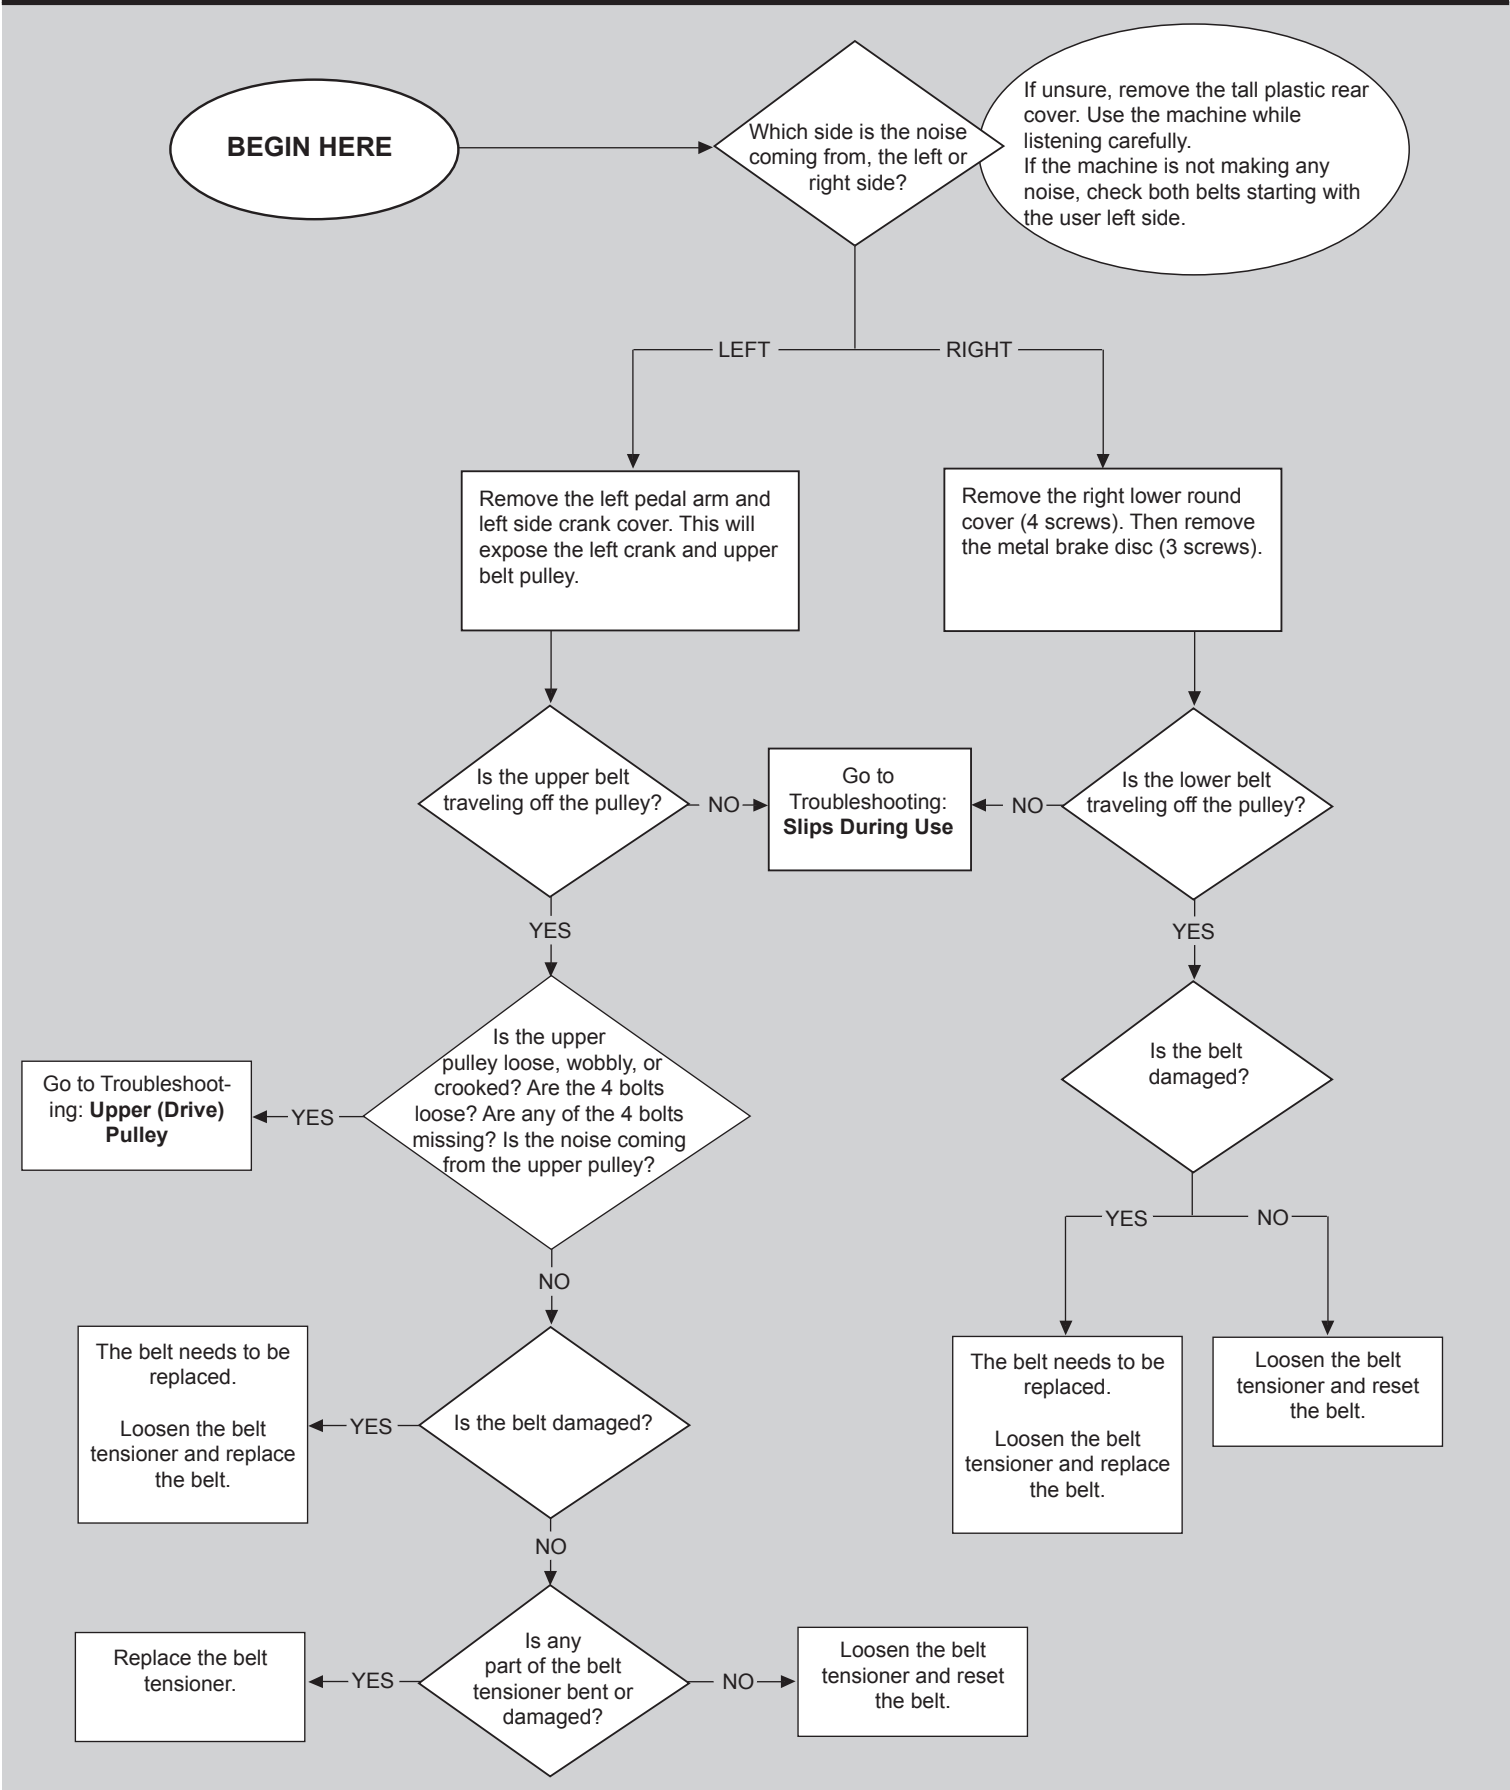 BEGIN HERE
Which side is the noise
coming from, the left or
right side?
If unsure, remove the tall plastic rear
cover. Use the machine while
listening carefully.
If the machine is not making any
noise, check both belts starting with
the user left side.
LEFT
RIGHT
Remove the left pedal arm and
left side crank cover. This will
expose the left crank and upper
belt pulley.
Remove the right lower round
cover (4 screws). Then remove
the metal brake disc (3 screws).
Is the upper belt
traveling off the pulley?
NO
Go to
Troubleshooting:
Slips During Use
NO
Is the lower belt
traveling off the pulley?
YES
YES
Is the upper
pulley loose, wobbly, or
crooked? Are the 4 bolts
loose? Are any of the 4 bolts
missing? Is the noise coming
from the upper pulley?
YES
Go to Troubleshoot-
ing: Upper (Drive)
Pulley
Is the belt
damaged?
YES
NO
NO
The belt needs to be
replaced.
Loosen the belt
tensioner and replace
the belt.
YES
Is the belt damaged?
The belt needs to be
replaced.
Loosen the belt
tensioner and replace
the belt.
Loosen the belt
tensioner and reset
the belt.
NO
Replace the belt
tensioner.
YES
Is any
part of the belt
tensioner bent or
damaged?
NO
Loosen the belt
tensioner and reset
the belt.